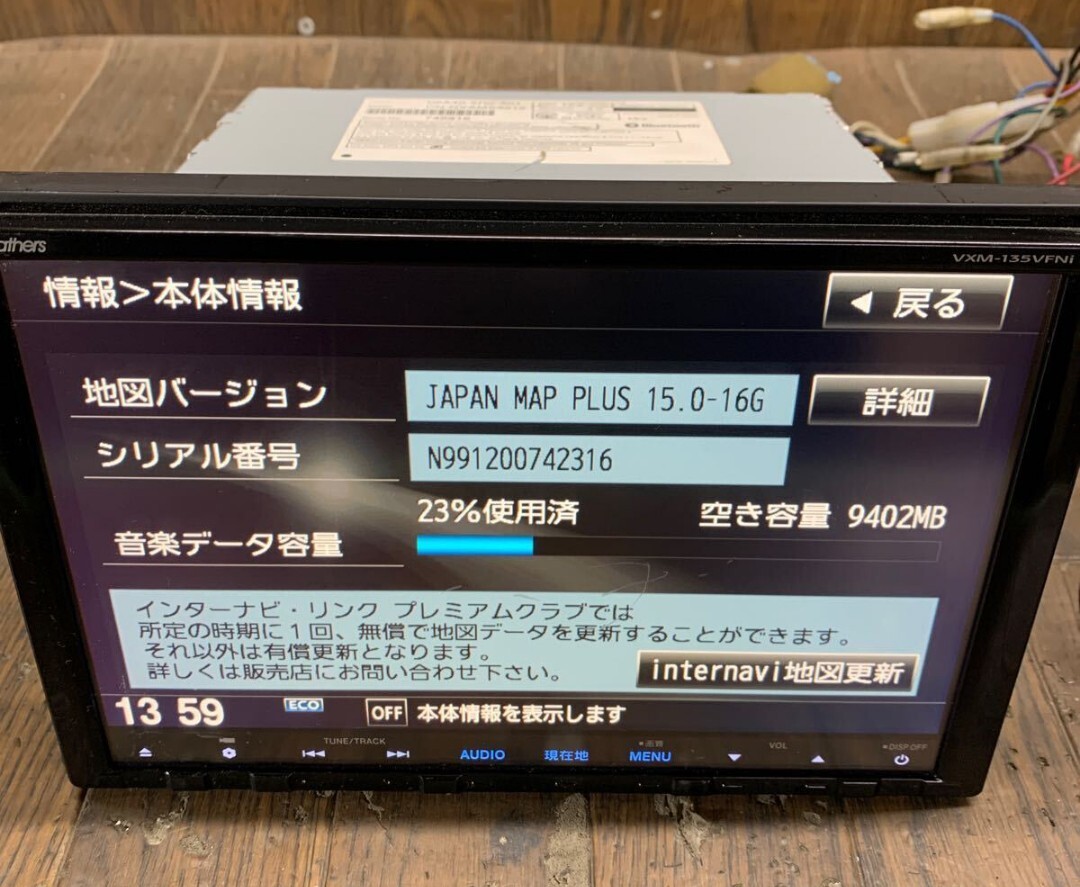 athers
VXM-135VFNi
情報>本体情報
◀ 戻る
地図バージョン
JAPAN MAP PLUS 15.0-16G
詳細
シリアル番号
N991200742316
23%使用済
空き容量 9402MB
音楽データ容量
インターナビ・リンク プレミアムクラブでは
所定の時期に1回、無償で地図データを更新することができます。
それ以外は有償更新となります。
詳しくは販売店にお問い合わせ下さい。
internavi地図更新
13 59
ECO
OFF 本体情報を表示します
TUNE/TRACK
AUDIO
現在地
画質
MENU
VOL
DISP OFF